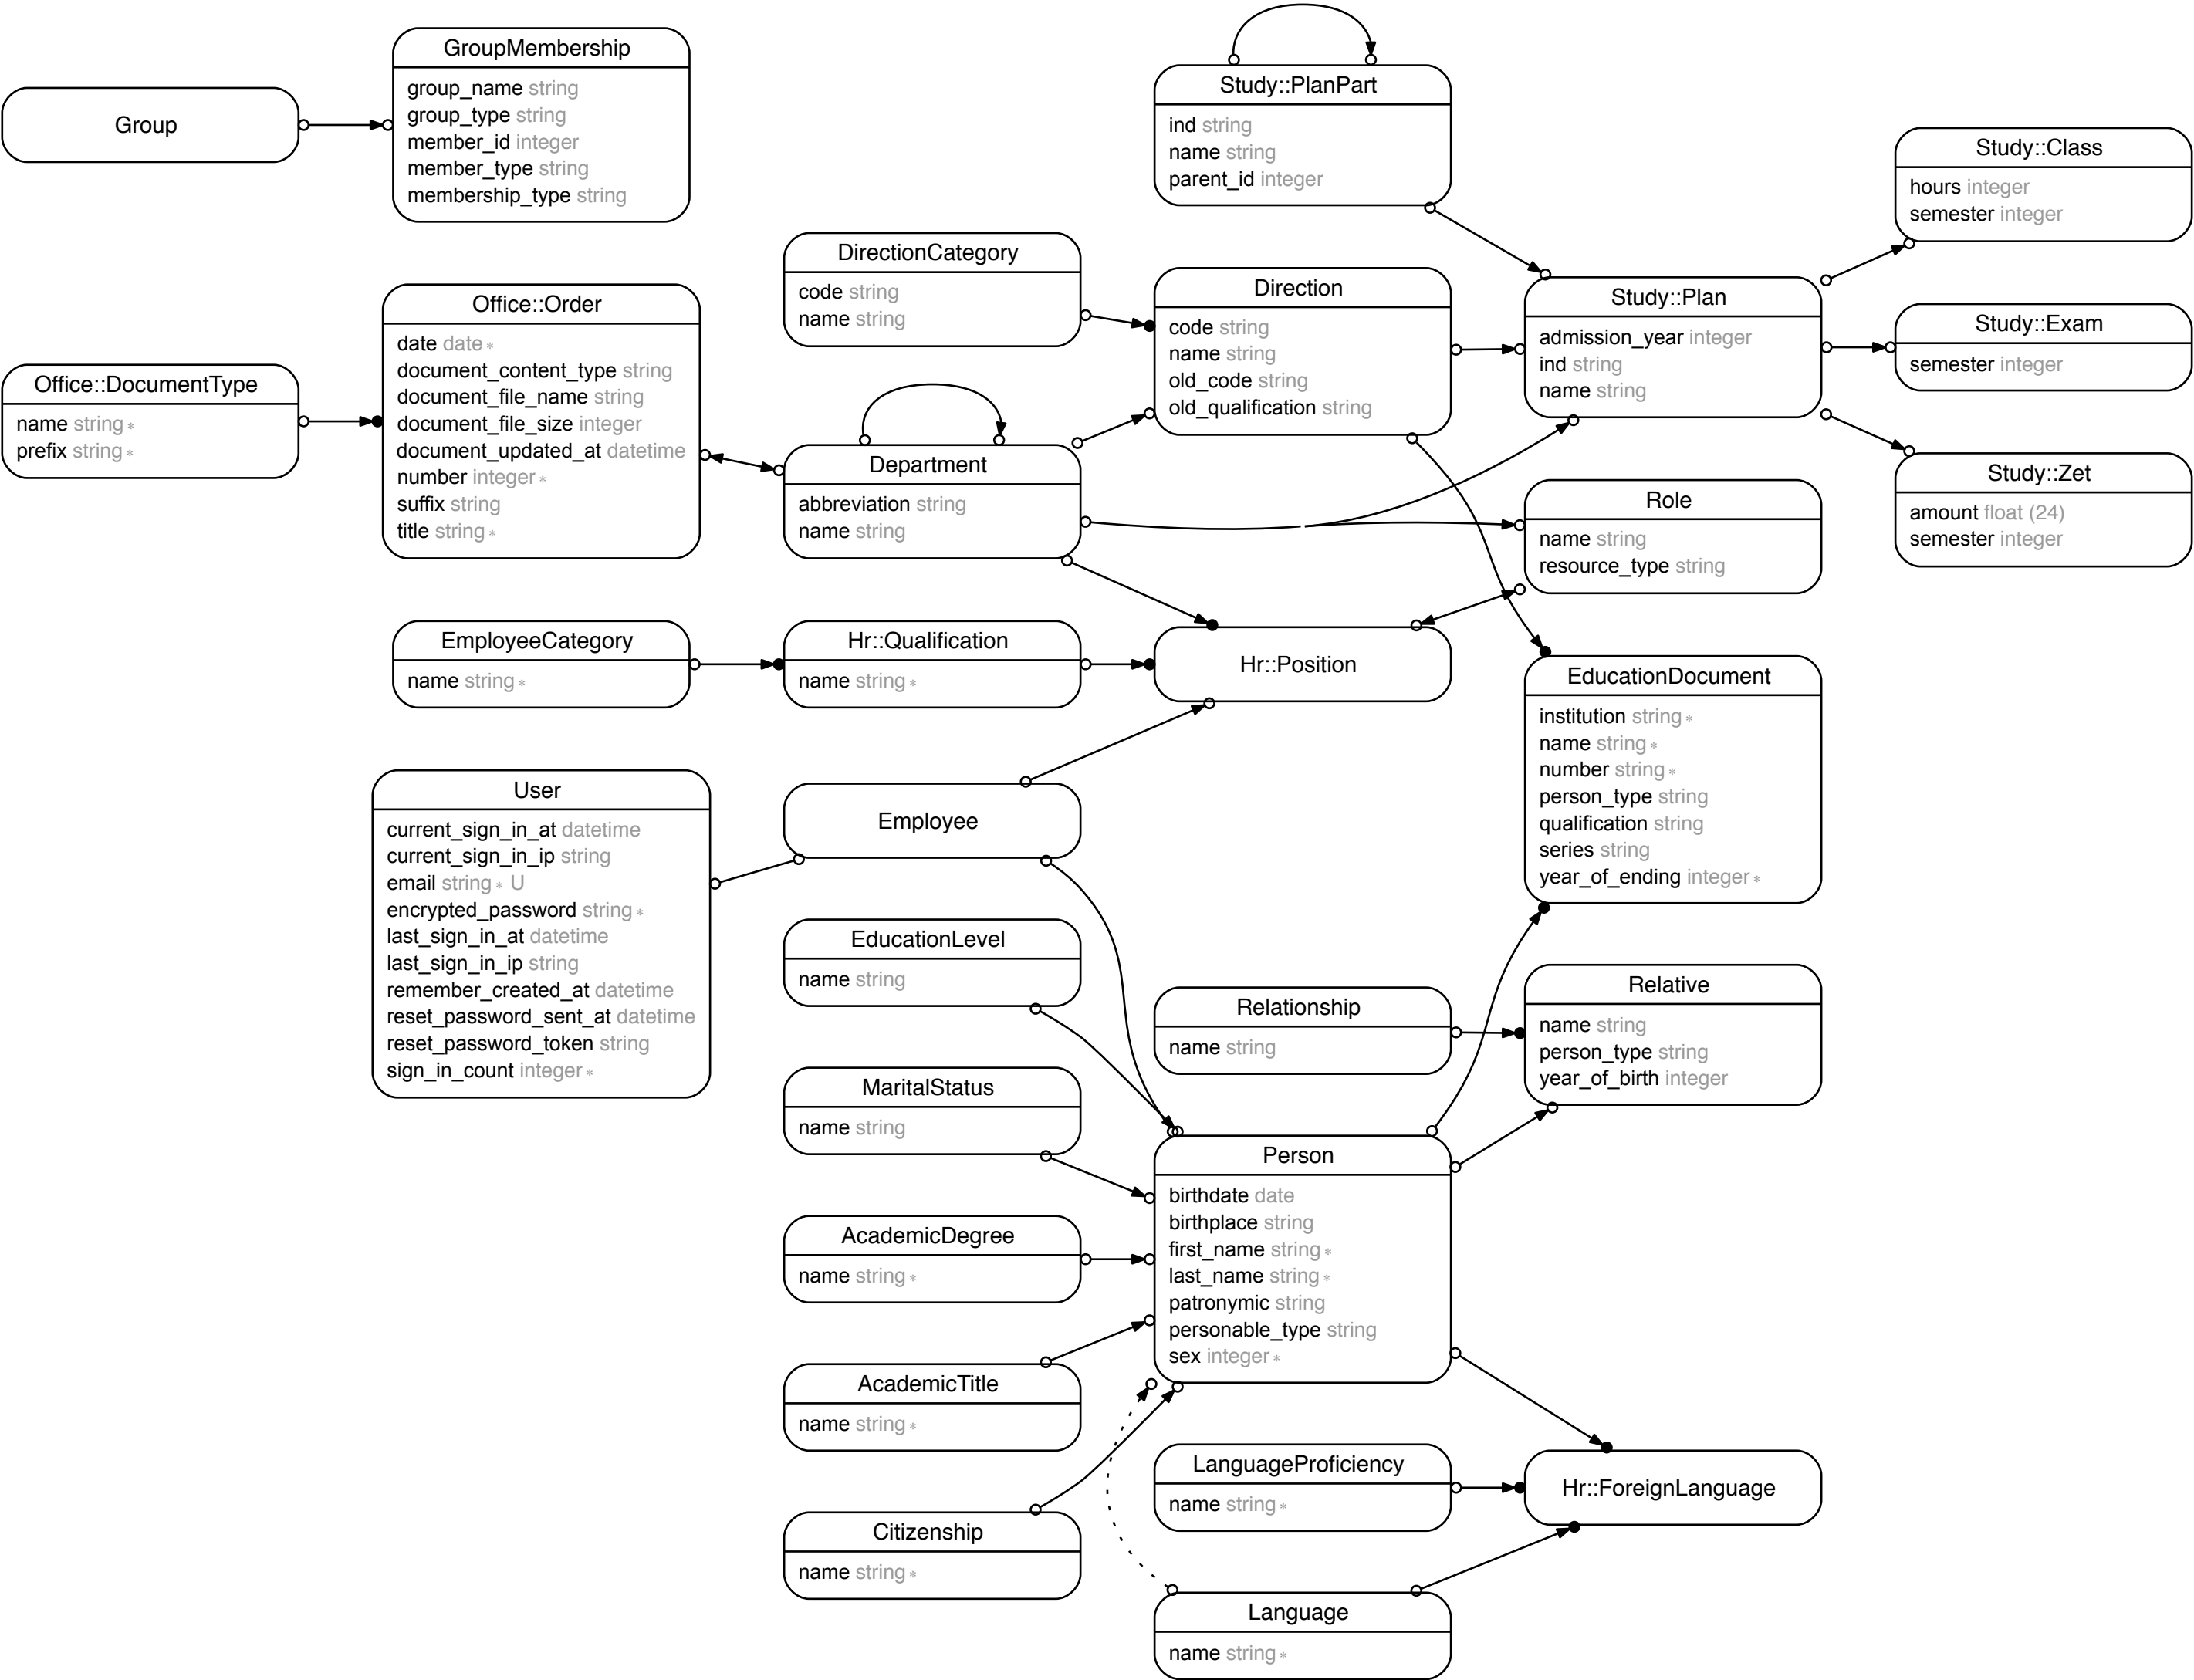 Group
GroupMembership
group_name string
group_type string
member_id integer
member_type string
membership_type string
Office::DocumentType
name string *
prefix string *
Office::Order
date date *
document_content_type string
document_file_name string
document_file_size integer
document_updated_at datetime
number integer *
suffix string
title string *
DirectionCategory
code string
name string
Department
abbreviation string
name string
Study::PlanPart
ind string
name string
parent_id integer
Direction
code string
name string
old_code string
old_qualification string
Study::Plan
admission_year integer
ind string
name string
Study::Class
hours integer
semester integer
Study::Exam
semester integer
Study::Zet
amount float (24)
semester integer
Role
name string
resource_type string
EmployeeCategory
name string *
Hr::Qualification
name string *
Hr::Position
EducationDocument
institution string *
name string *
number string *
person_type string
qualification string
series string
year_of_ending integer *
User
current_sign_in_at datetime
current_sign_in_ip string
email string * U
encrypted_password string *
last_sign_in_at datetime
last_sign_in_ip string
remember_created_at datetime
reset_password_sent_at datetime
reset_password_token string
sign_in_count integer *
Employee
EducationLevel
name string
MaritalStatus
name string
AcademicDegree
name string *
AcademicTitle
name string *
Citizenship
name string *
Relationship
name string
Relative
name string
person_type string
year_of_birth integer
Person
birthdate date
birthplace string
first_name string *
last_name string *
patronymic string
personable_type string
sex integer *
LanguageProficiency
name string *
Hr::ForeignLanguage
Language
name string *